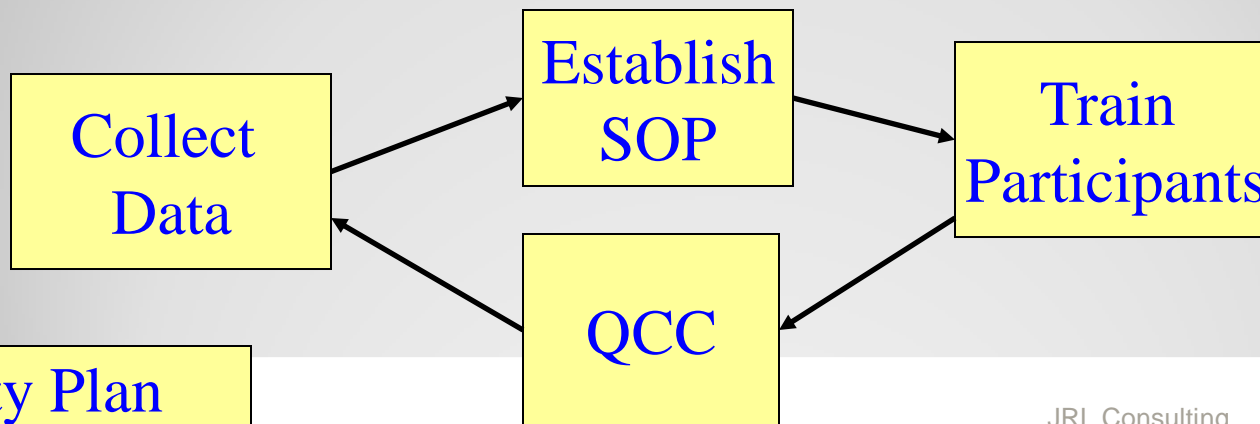 Establish
SOP
Collect
Data
Train
Participants
QCC
Plan
JRL Consulting